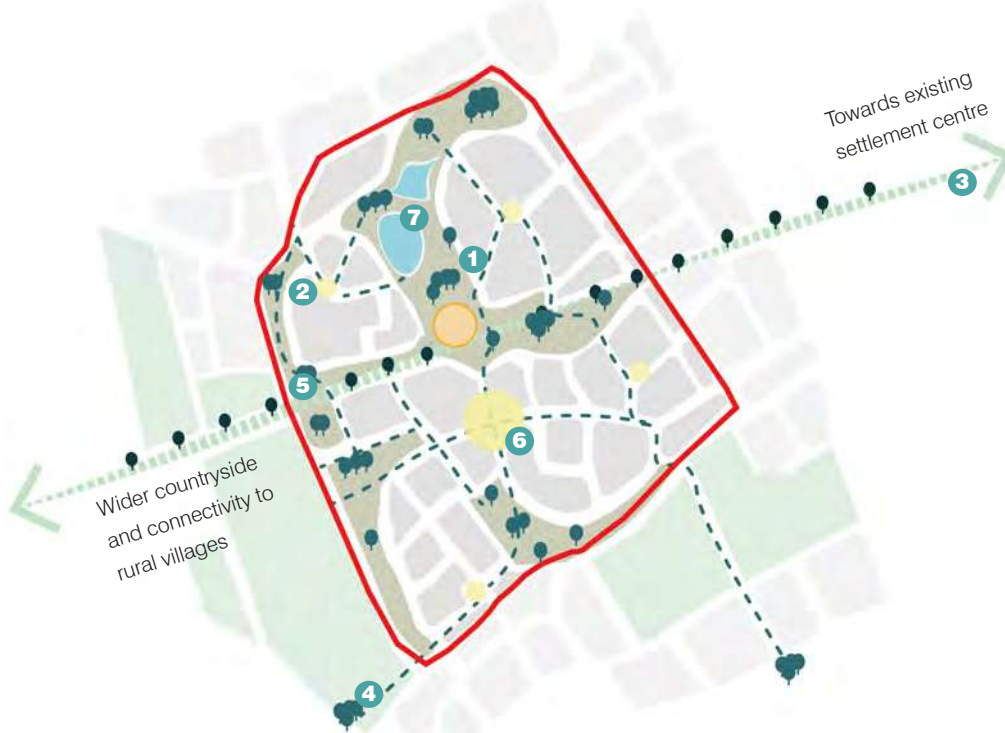 Towards existing
settlement centre
3
7
1
2
5
6
Wider countryside
and connectivity to
rural villages
4